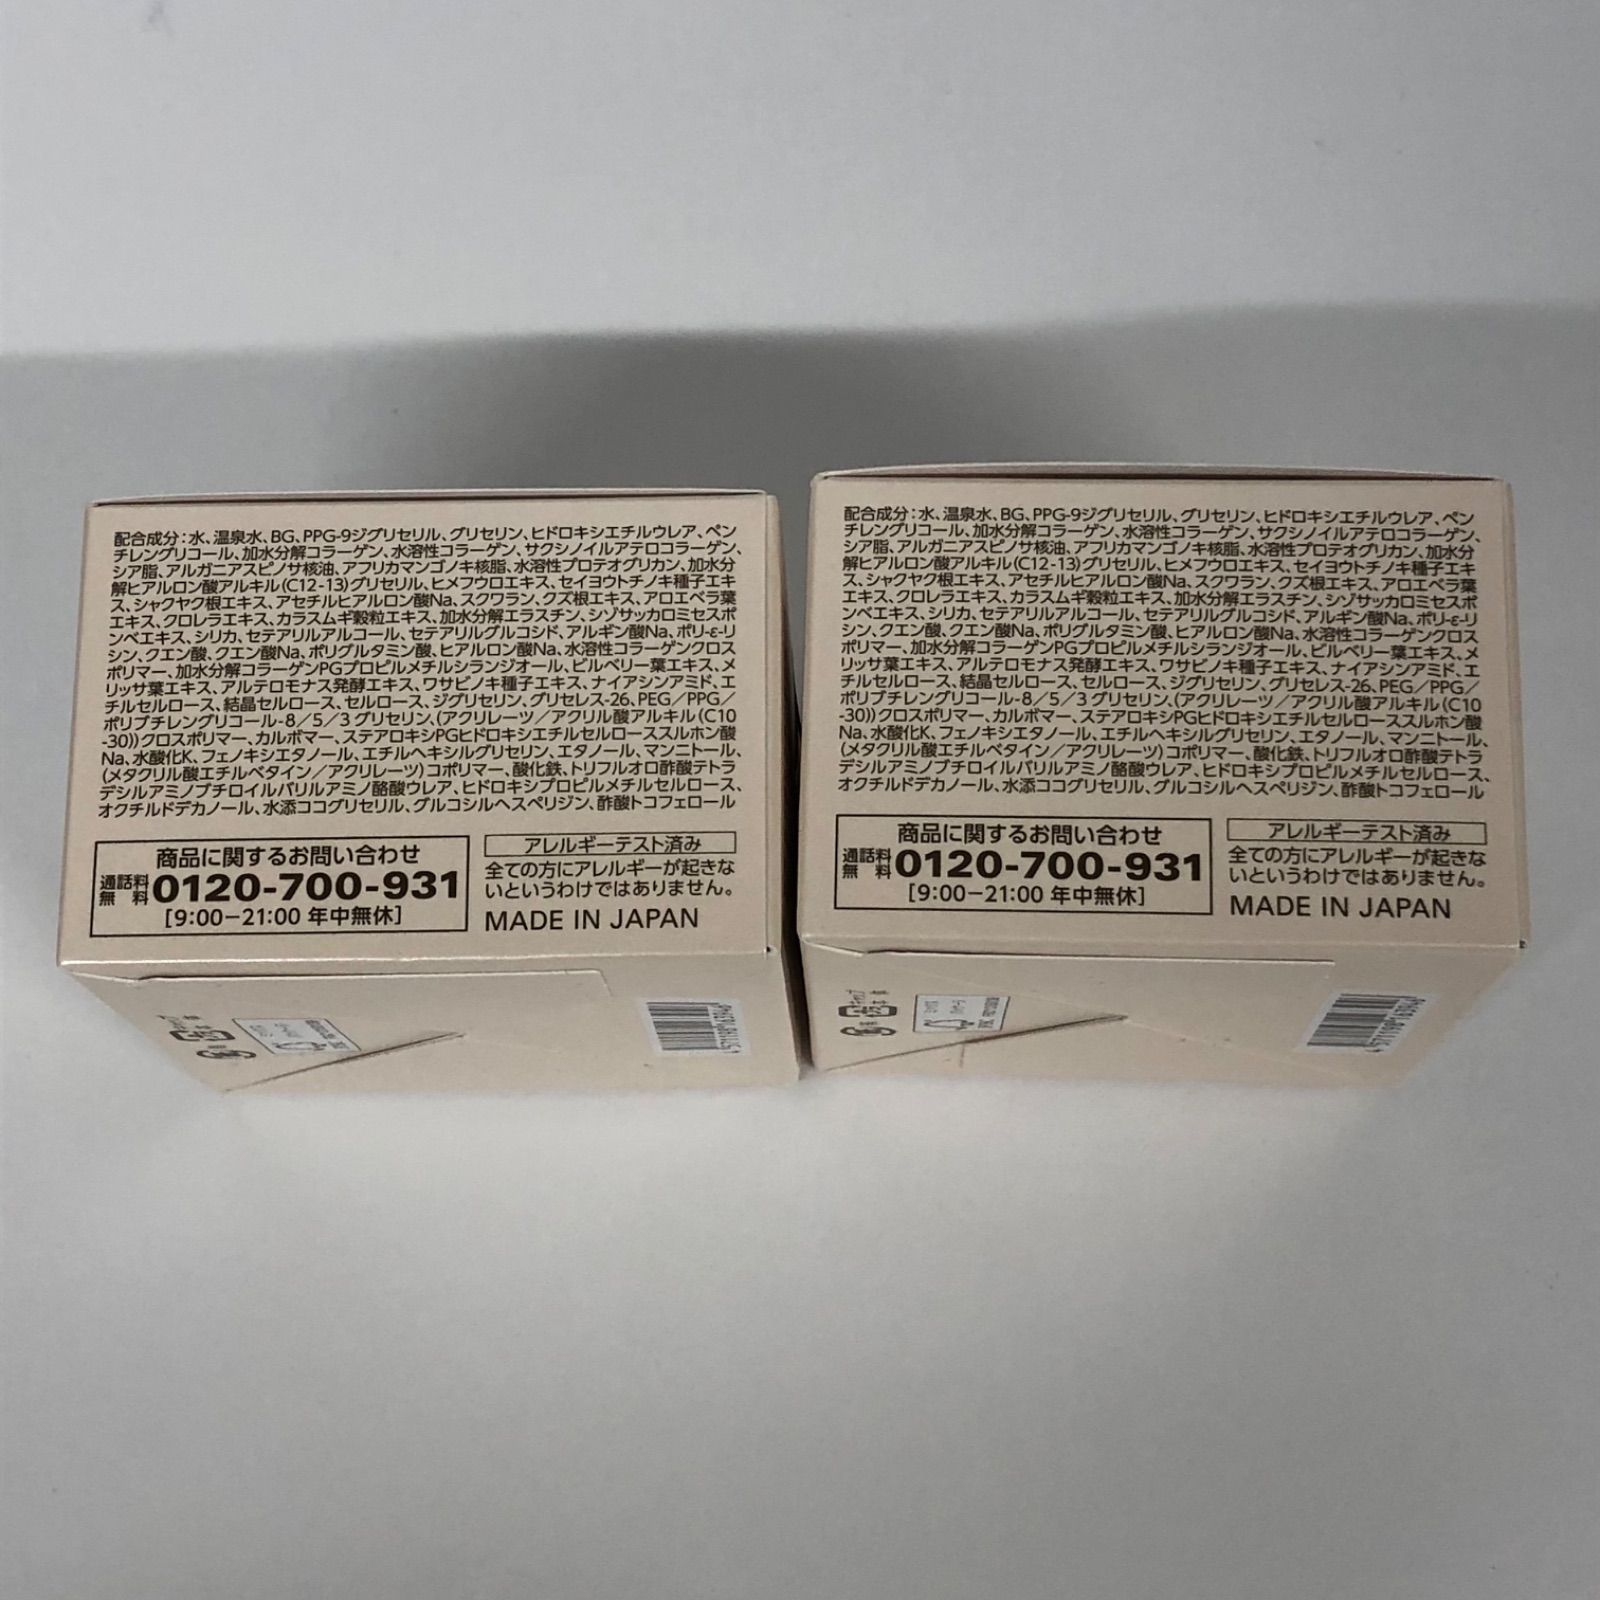 配合成分:水、温泉水、BG、PPG-9ジグリセリル、グリセリン、ヒドロキシエチルウレア、ペン
チレングリコール、加水分解コラーゲン、水溶性コラーゲン、サクシノイルアテロコラーゲン、
シア脂、アルガニアスピノサ核油、アフリカマンゴノキ核脂、水溶性プロテオグリカン、加水分
解ヒアルロン酸アルキル(C12-13)グリセリル、ヒメフウロエキス、セイヨウトチノキ種子エキ
ス、シャクヤク根エキス、アセチルヒアルロン酸Na、スクワラン、クズ根エキス、アロエベラ葉
エキス、クロレラエキス、カラスムギ穀粒エキス、加水分解エラスチン、シゾサッカロミセスポ
ンベエキス、シリカ、セテアリルアルコール、セテアリルグルコシド、アルギン酸Na、ポリ-ε-リ
シン、クエン酸、クエン酸Na、ポリグルタミン酸、ヒアルロン酸Na、水溶性コラーゲンクロス
ポリマー、加水分解コラーゲンPGプロピルメチルシランジオール、ビルベリー葉エキス、メ
リッサ葉エキス、アルテロモナス発酵エキス、ワサビノキ種子エキス、ナイアシンアミド、エ
チルセルロース、結晶セルロース、セルロース、ジグリセリン、グリセレス-26、PEG/PPG/
ポリブチレングリコール-8/5/3グリセリン、(アクリレーツ/アクリル酸アルキル(C10
-30))クロスポリマー、カルボマー、ステアロキシPGヒドロキシエチルセルローススルホン酸
Na、水酸化K、フェノキシエタノール、エチルヘキシルグリセリン、エタノール、マンニトール、
(メタクリル酸エチルベタイン/アクリレーツ)コポリマー、酸化鉄、トリフルオロ酢酸テトラ
デシルアミノブチロイルバリルアミノ酪酸ウレア、ヒドロキシプロピルメチルセルロース、
オクチルドデカノール、水添ココグリセリル、グルコシルヘスペリジン、酢酸トコフェロール
商品に関するお問い合わせ
通話料
無料
0120-700-931
[9:00-21:00 年中無休]
アレルギーテスト済み
全ての方にアレルギーが起きな
いというわけではありません。
MADE IN JAPAN
配合成分:水、温泉水、BG、PPG-9ジグリセリル、グリセリン、ヒドロキシエチルウレア、ペン
チレングリコール、加水分解コラーゲン、水溶性コラーゲン、サクシノイルアテロコラーゲン、
シア脂、アルガニアスピノサ核油、アフリカマンゴノキ核脂、水溶性プロテオグリカン、加水分
解ヒアルロン酸アルキル(C12-13)グリセリル、ヒメフウロエキス、セイヨウトチノキ種子エキ
ス、シャクヤク根エキス、アセチルヒアルロン酸Na、スクワラン、クズ根エキス、アロエベラ葉
エキス、クロレラエキス、カラスムギ穀粒エキス、加水分解エラスチン、シゾサッカロミセスポ
ンベエキス、シリカ、セテアリルアルコール、セテアリルグルコシド、アルギン酸Na、ポリ-ε-リ
シン、クエン酸、クエン酸Na、ポリグルタミン酸、ヒアルロン酸Na、水溶性コラーゲンクロス
ポリマー、加水分解コラーゲンPGプロピルメチルシランジオール、ビルベリー葉エキス、メ
リッサ葉エキス、アルテロモナス発酵エキス、ワサビノキ種子エキス、ナイアシンアミド、エ
チルセルロース、結晶セルロース、セルロース、ジグリセリン、グリセレス-26、PEG/PPG/
ポリブチレングリコール-8/5/3グリセリン、(アクリレーツ/アクリル酸アルキル(C10
-30))クロスポリマー、カルボマー、ステアロキシPGヒドロキシエチルセルローススルホン酸
Na、水酸化K、フェノキシエタノール、エチルヘキシルグリセリン、エタノール、マンニトール、
(メタクリル酸エチルベタイン/アクリレーツ)コポリマー、酸化鉄、トリフルオロ酢酸テトラ
デシルアミノブチロイルバリルアミノ酪酸ウレア、ヒドロキシプロピルメチルセルロース、
オクチルドデカノール、水添ココグリセリル、グルコシルヘスペリジン、酢酸トコフェロール
商品に関するお問い合わせ
通話料
無料
0120-700-931
[9:00-21:00 年中無休]
アレルギーテスト済み
全ての方にアレルギーが起きな
いというわけではありません。
MADE IN JAPAN